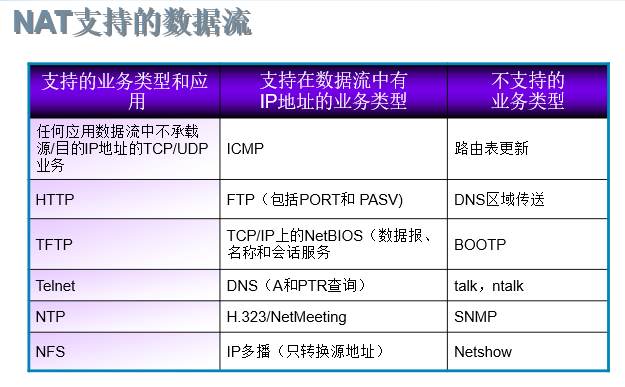 NAT支持的数据流
支持的业务类型和应
用
支持在数据流中有
IP地址的业务类型
不支持的
业务类型
任何应用数据流中不承载
源/目的IP地址的TCP/UDP
业务
ICMP
路由表更新
HTTP
FTP（包括PORT和 PASV)
DNS区域传送
TFTP
TCP/IP上的NetBIOS（数据报、
名称和会话服务
BOOTP
Telnet
DNS（A和PTR查询）
talk，ntalk
NTP
H.323/NetMeeting
SNMP
NFS
IP多播（只转换源地址）
Netshow